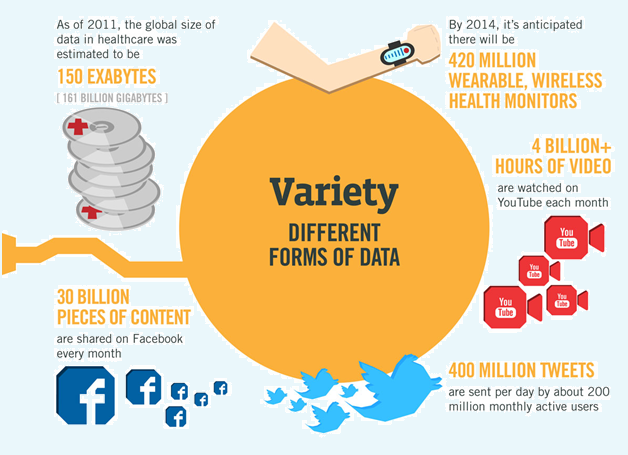 As of 2011, the global size of
data in healthcare was
estimated to be
150 EXABYTES
[ 161 BILLION GIGABYTES ]
By 2014, it's anticipated
there will be
420 MILLION
WEARABLE, WIRELESS
HEALTH MONITORS
4 BILLION+
HOURS OF VIDEO
are watched on
YouTube each month
You
Tube
You
Tube
You
Tube
You
Tube
Variety
DIFFERENT
FORMS OF DATA
30 BILLION
PIECES OF CONTENT
are shared on Facebook
every month
f
f
f
f
f
f
400 MILLION TWEETS
are sent per day by about 200
million monthly active users